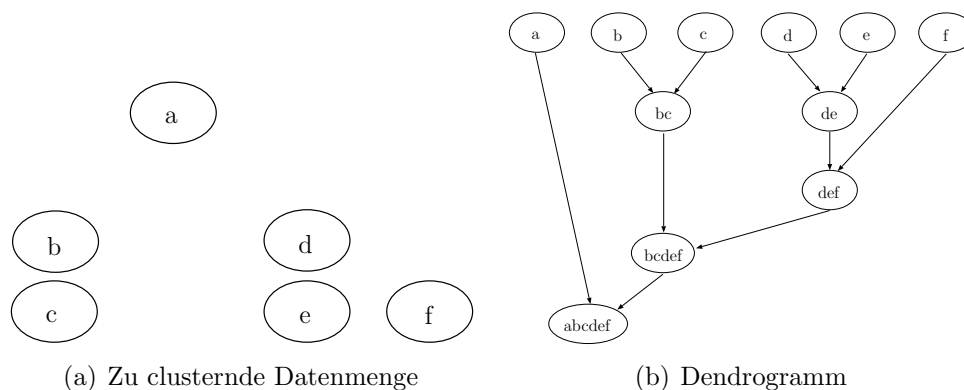 a
b
d
c
e
f
(a) Zu clusternde Datenmenge
a
b
c
d
e
f
bc
de
def
bcdef
abcdef
(b) Dendrogramm